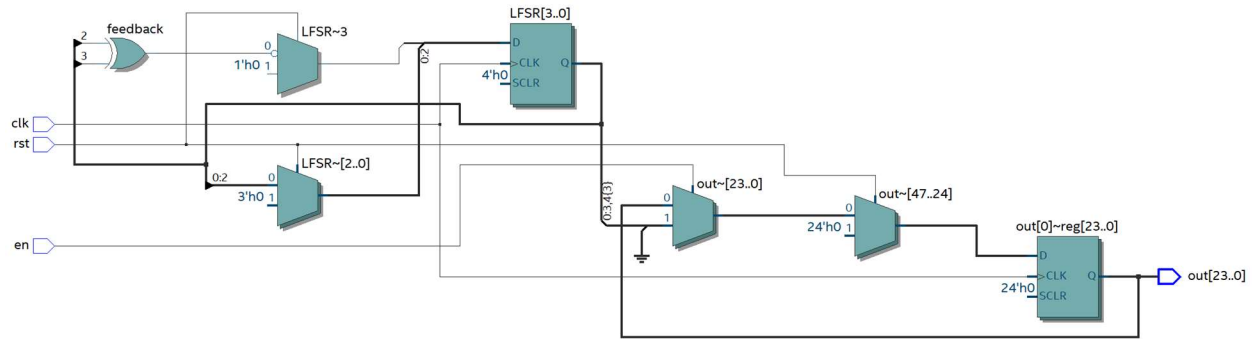 LFSR[3..0]
feedback
2
3
LFSR~3
0
1'h0 1
0:2
D
>CLK Q
4'h0
SCLR
clk
rst
LFSR~[2..0]
0:2
0
3'h0 1
0:3,4{3}
out~[23..0]
0
1
out~[47..24]
0
24'h0 1
en
out[0]~reg[23..0]
D
>CLK Q
24'h0
SCLR
out[23..0]